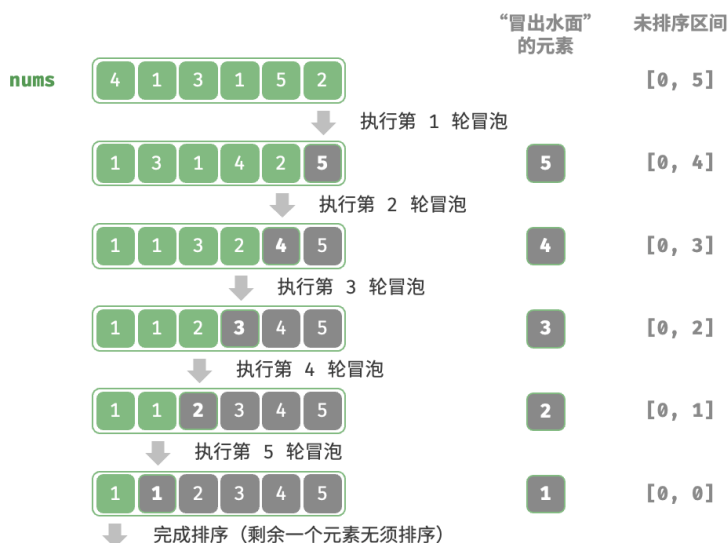 “冒出水面” 未排序区间
的元素
nums 4 1 3 1 5 2 [0, 5]
执行第 1 轮冒泡
1 3 1 4 2 5 5 [0, 4]
执行第 2 轮冒泡
1 1 3 2 4 5 4 [0, 3]
执行第 3 轮冒泡
1 1 2 3 4 5 3 [0, 2]
执行第 4 轮冒泡
1 1 2 3 4 5 2 [0, 1]
执行第 5 轮冒泡
1 1 2 3 4 5 1 [0, 0]
完成排序（剩余一个元素无须排序）